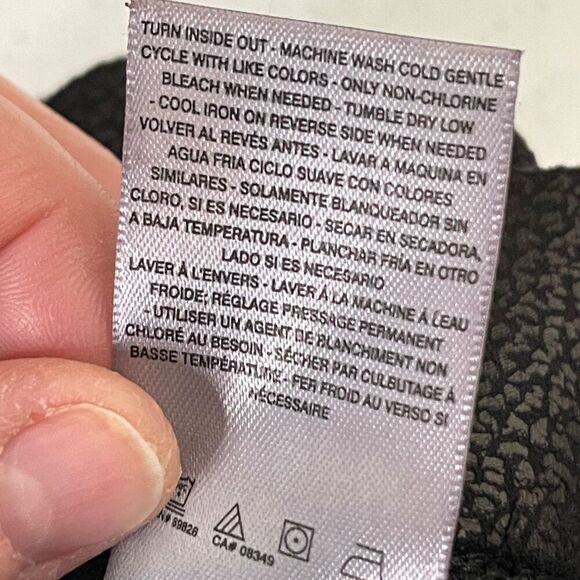 TURN INSIDE OUT - MACHINE WASH COLD GENTLE
CYCLE WITH LIKE COLORS - ONLY NON-CHLORINE
BLEACH WHEN NEEDED - TUMBLE DRY LOW
- COOL IRON ON REVERSE SIDE WHEN NEEDED
VOLVER AL REVÉS ANTES - LAVAR A MAQUINA EN
AGUA FRIA CICLO SUAVE CON COLORES
SIMILARES - SOLAMENTE BLANQUEADOR SIN
CLORO, SI ES NECESARIO - SECAR EN SECADORA,
A BAJA TEMPERATURA - PLANCHAR FRÍA EN OTRO
LADO SI ES NECESARIO
LAVER À L'ENVERS - LAVER À LA MACHINE À L'EAU
FROIDE; RÉGLAGE PRESSAGE PERMANENT
- UTILISER UN AGENT DE BLANCHIMENT NON
CHLORÉ AU BESOIN - SÉCHER PAR CULBUTAGE À
BASSE TEMPÉRATURE - FER FROID AU VERSO SI
NÉCESSAIRE
N# 59826
CA# 08349